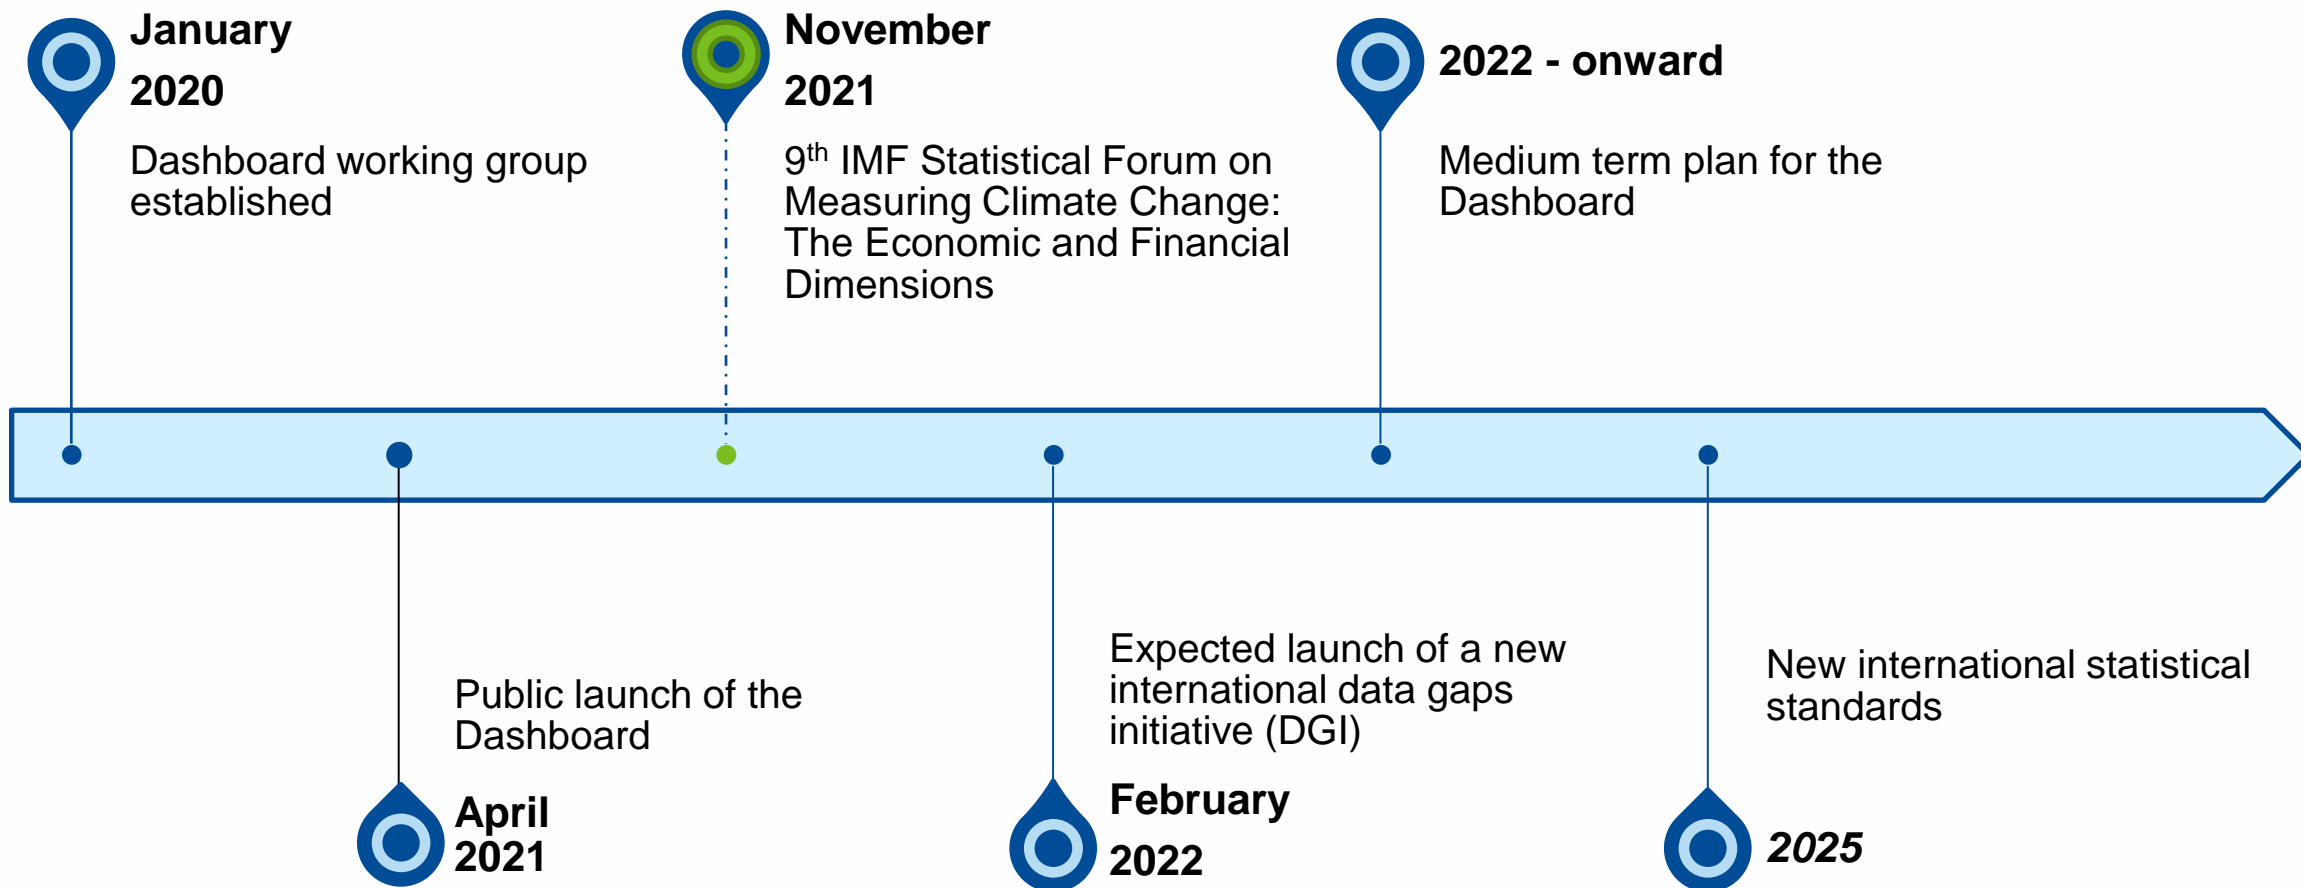 January
2020
Dashboard working group
established
November
2021
9th IMF Statistical Forum on
Measuring Climate Change:
The Economic and Financial
Dimensions
2022 - onward
Medium term plan for the
Dashboard
Public launch of the
Dashboard
April
2021
Expected launch of a new
international data gaps
initiative (DGI)
February
2022
New international statistical
standards
2025